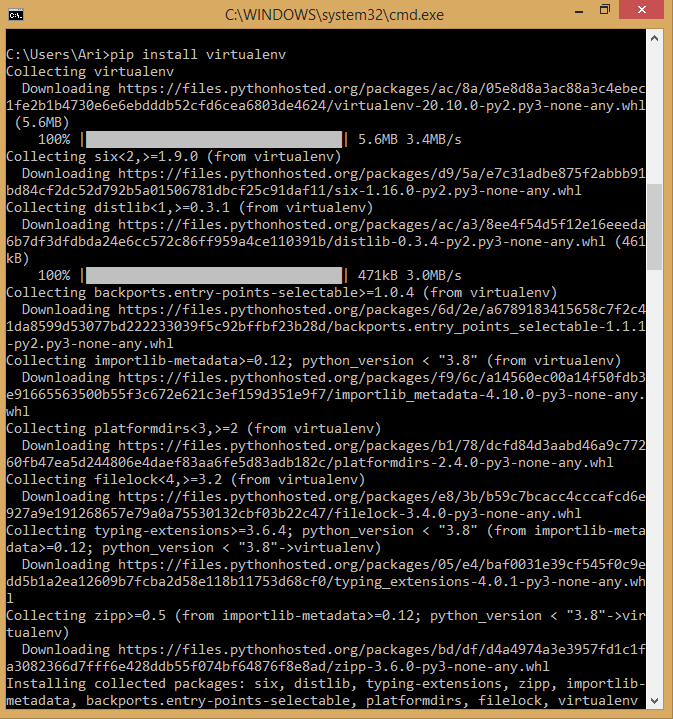 C:\WINDOWS\system32\cmd.exe
C:\Users\Ari>pip install virtualenv
Collecting virtualenv
  Downloading https://files.pythonhosted.org/packages/ac/8a/05e8d8a3ac88a3c4ebec
1fe2b1b4730e6e6ebdddb52cfd6cea6803de4624/virtualenv-20.10.0-py2.py3-none-any.whl
 (5.6MB)
    100% |████████████████████████████████| 5.6MB 3.4MB/s
Collecting six<2,>=1.9.0 (from virtualenv)
  Downloading https://files.pythonhosted.org/packages/d9/5a/e7c31adbe875f2abbb91
bd84cf2dc52d792b5a01506781dbcf25c91daf11/six-1.16.0-py2.py3-none-any.whl
Collecting distlib<1,>=0.3.1 (from virtualenv)
  Downloading https://files.pythonhosted.org/packages/ac/a3/8ee4f54d5f12e16eeeda
6b7df3dfdbda24e6cc572c86ff959a4ce110391b/distlib-0.3.4-py2.py3-none-any.whl (461
kB)
    100% |████████████████████████████████| 471kB 3.0MB/s
Collecting backports.entry-points-selectable>=1.0.4 (from virtualenv)
  Downloading https://files.pythonhosted.org/packages/6d/2e/a6789183415658c7f2c4
1da8599d53077bd222233039f5c92bffbf23b28d/backports.entry_points_selectable-1.1.1
-py2.py3-none-any.whl
Collecting importlib-metadata>=0.12; python_version < "3.8" (from virtualenv)
  Downloading https://files.pythonhosted.org/packages/f9/6c/a14560ec00a14f50fdb3
e91665563500b55f3c672e621c3ef159d351e9f7/importlib_metadata-4.10.0-py3-none-any.
whl
Collecting platformdirs<3,>=2 (from virtualenv)
  Downloading https://files.pythonhosted.org/packages/b1/78/dcfd84d3aabd46a9c772
60fb47ea5d244806e4daef83aa6fe5d83adb182c/platformdirs-2.4.0-py3-none-any.whl
Collecting filelock<4,>=3.2 (from virtualenv)
  Downloading https://files.pythonhosted.org/packages/e8/3b/b59c7bcacc4cccafcd6e
927a9e191268657e79a0a75530132cbf03b22c47/filelock-3.4.0-py3-none-any.whl
Collecting typing-extensions>=3.6.4; python_version < "3.8" (from importlib-meta
data>=0.12; python_version < "3.8"->virtualenv)
  Downloading https://files.pythonhosted.org/packages/05/e4/baf0031e39cf545f0c9e
dd5b1a2ea12609b7fcba2d58e118b11753d68cf0/typing_extensions-4.0.1-py3-none-any.wh
l
Collecting zipp>=0.5 (from importlib-metadata>=0.12; python_version < "3.8"->vir
tualenv)
  Downloading https://files.pythonhosted.org/packages/bd/df/d4a4974a3e3957fd1c1f
a3082366d7fff6e428ddb55f074bf64876f8e8ad/zipp-3.6.0-py3-none-any.whl
Installing collected packages: six, distlib, typing-extensions, zipp, importlib-
metadata, backports.entry-points-selectable, platformdirs, filelock, virtualenv